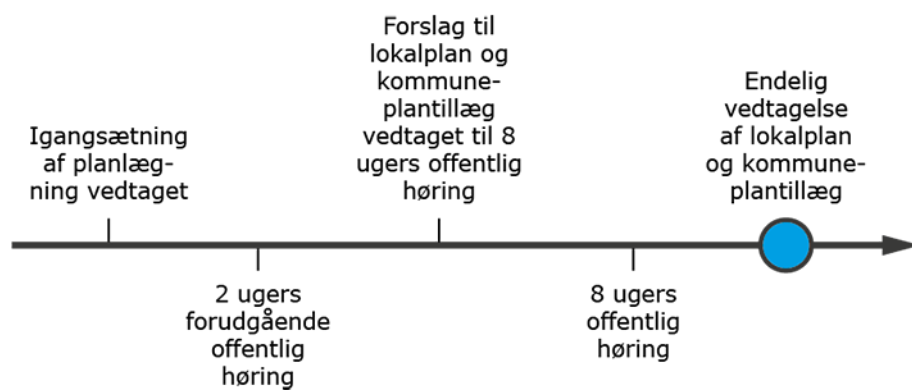 Igangsætning
af planlæg-
ning vedtaget
2 ugers
forudgående
offentlig
høring
Forslag til
lokalplan og
kommune-
plantillæg
vedtaget til 8
ugers offentlig
høring
8 ugers
offentlig
høring
Endelig
vedtagelse
af lokalplan
og kommune-
plantillæg